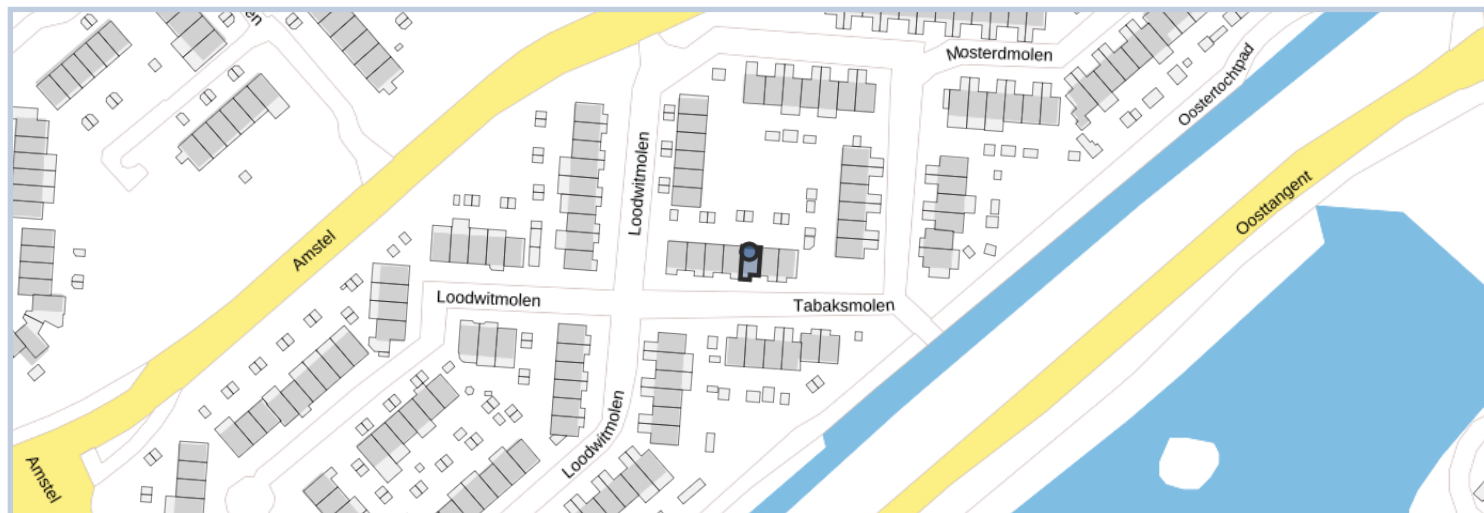 Mosterdmolen
Oostertochtpad
Loodwitmolen
Oosttangent
Amstel
Loodwitmolen
Tabaksmolen
Loodwitmolen
Amstel